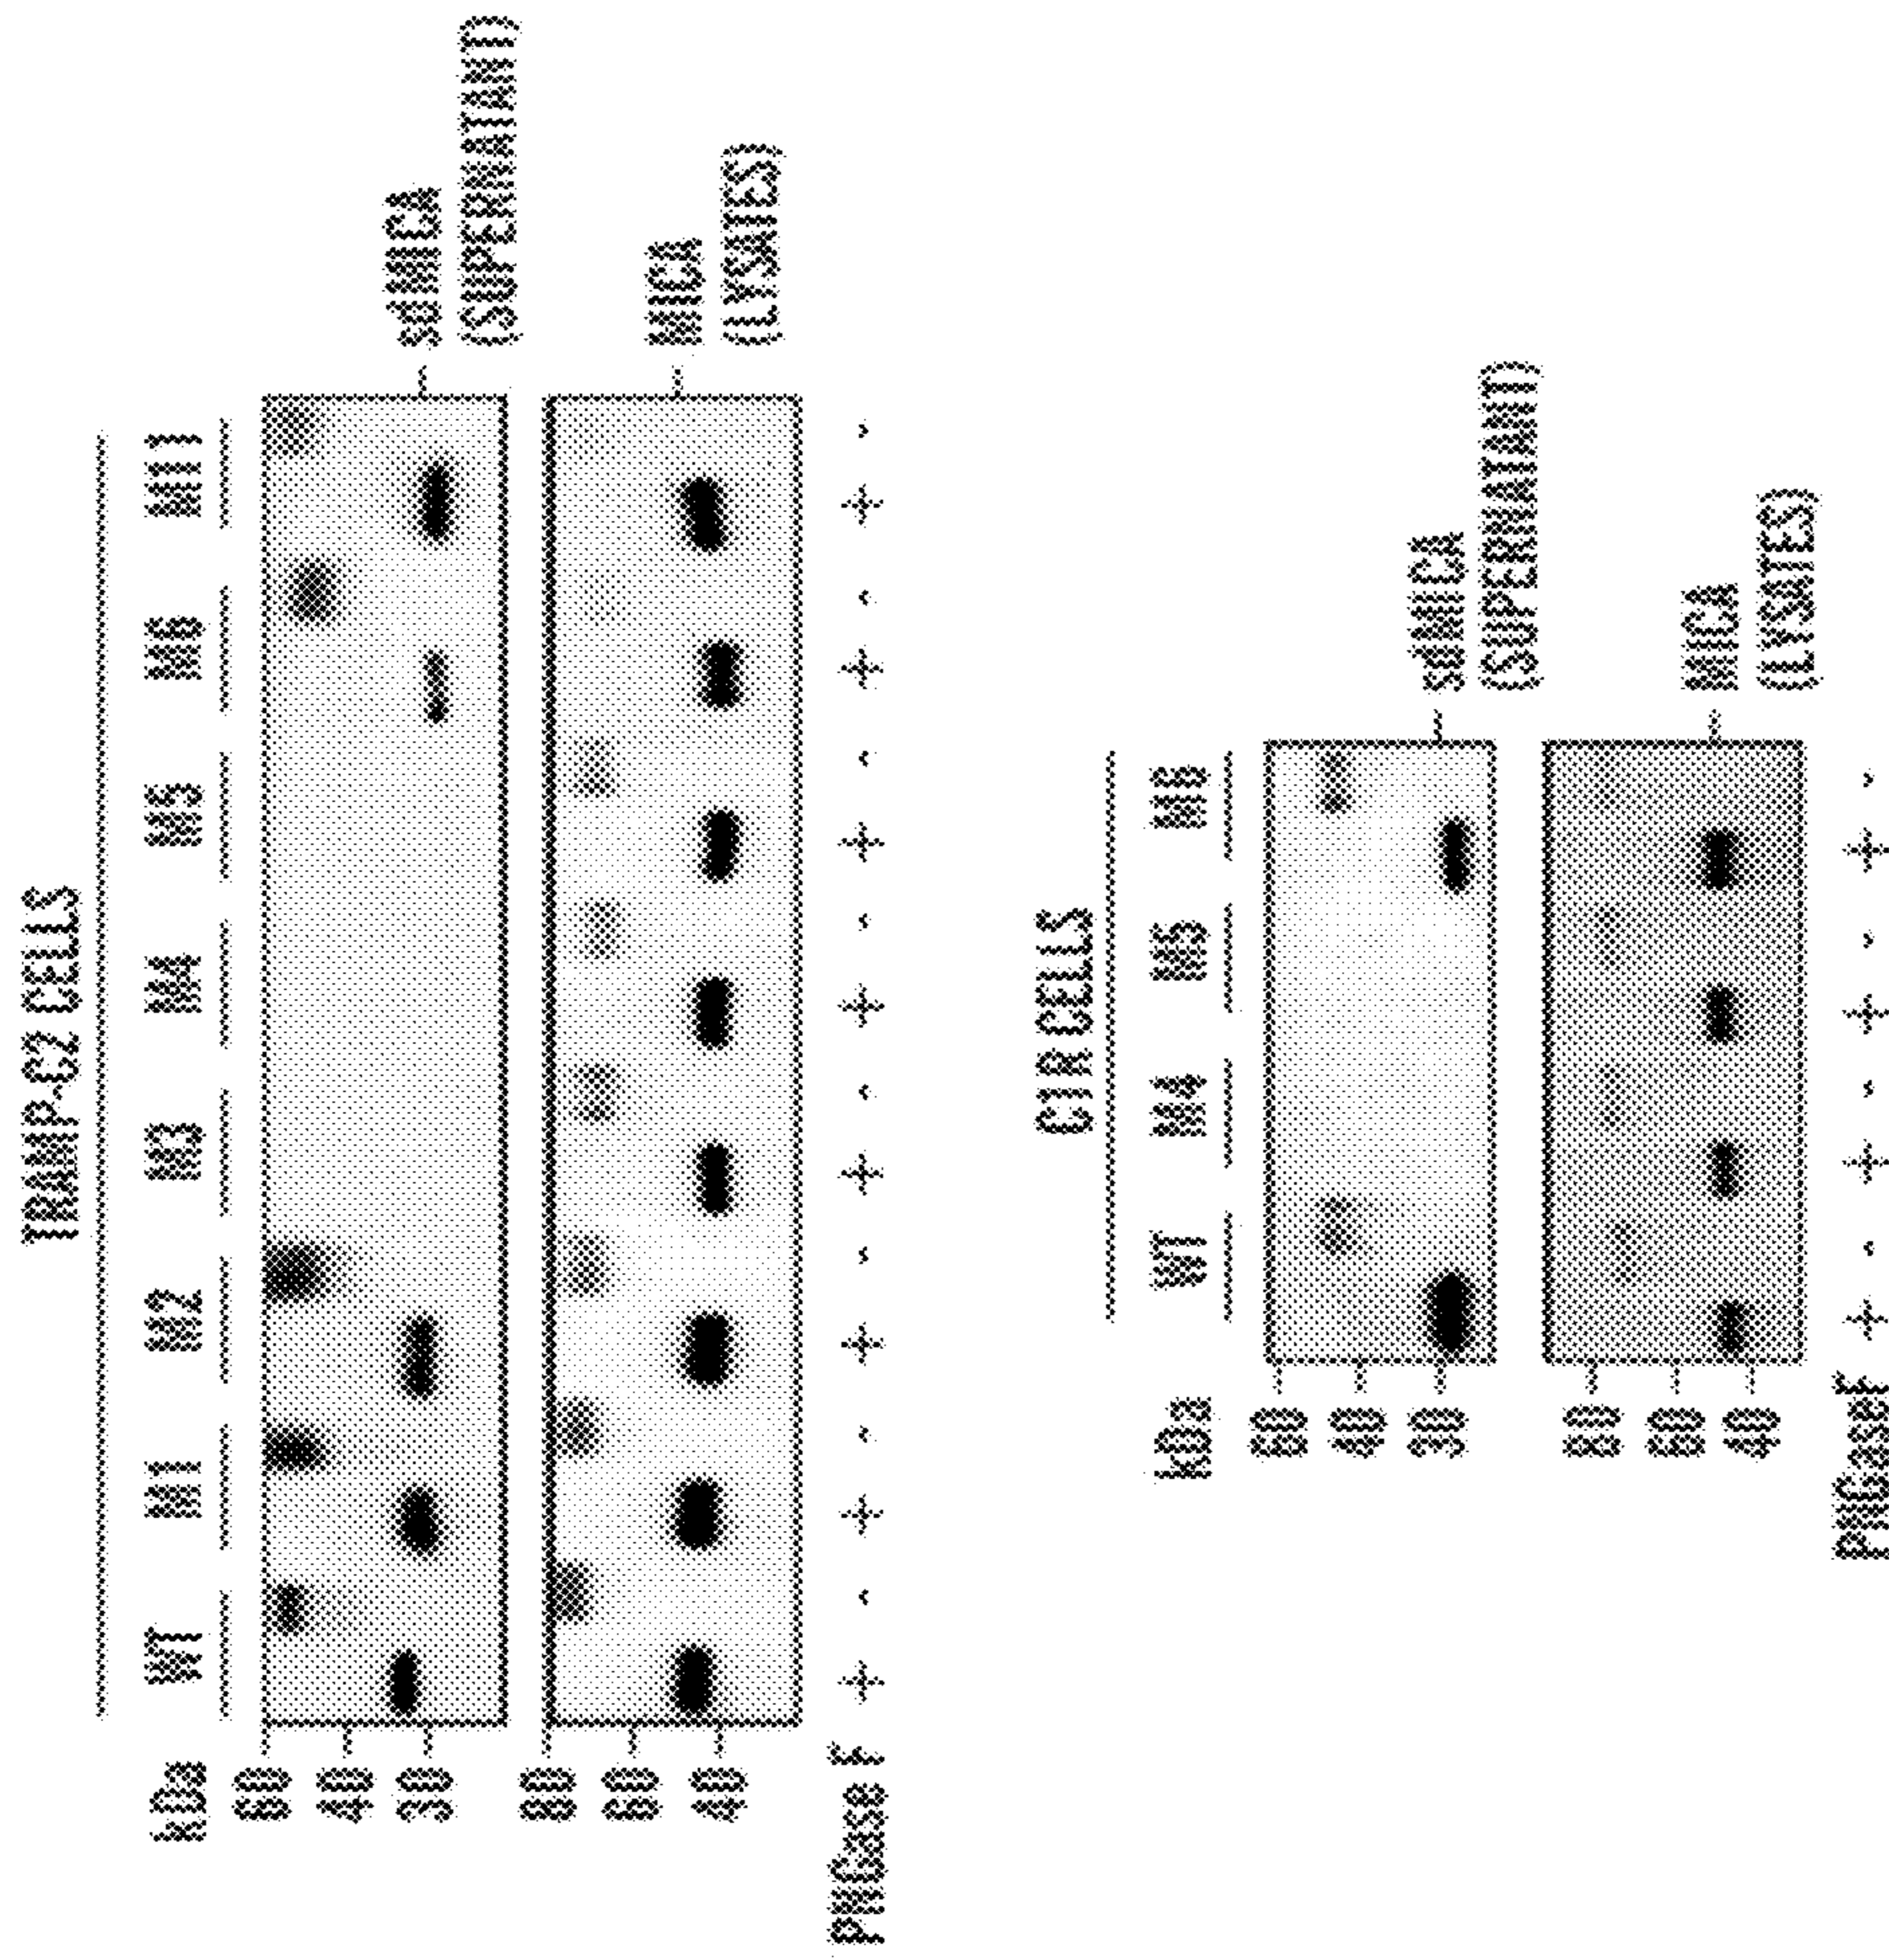 TRAMP-C2 CELLS
kDa WT M1 M2 M3 M4 M5 M6 M11
60
40
30
sdMICA
(SUPERNATANT)
80
60
40
MICA
(LYSATES)
PNGase F + - + - + - + - + - + - + - + -
C1R CELLS
kDa WT M4 M5 M6
60
40
30
sdMICA
(SUPERNATANT)
80
60
40
MICA
(LYSATES)
PNGaseF + - + - + - + -